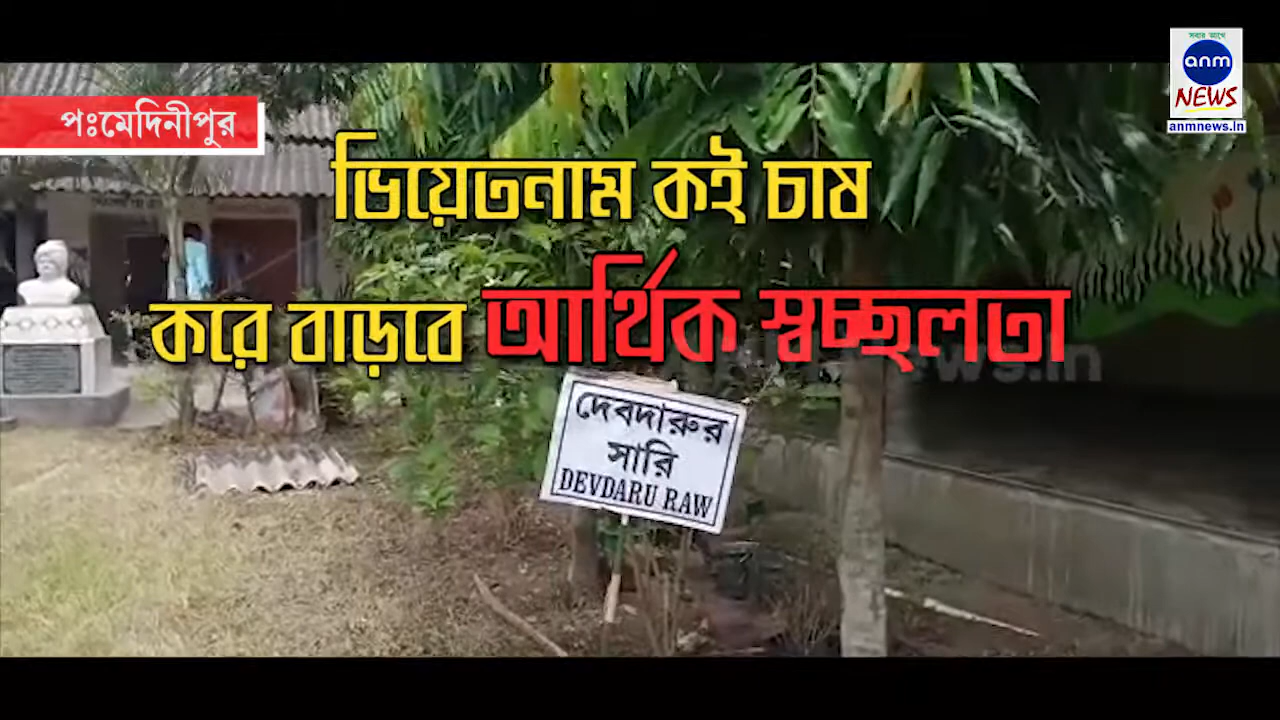 সবার আগে
anm
NEWS
anmnews.in
পঃমেদিনীপুর
ভিয়েতনাম কই চাষ
করে বাড়বে আর্থিক স্বচ্ছলতা
দেবদারুর
সারি
DEVDARU RAW